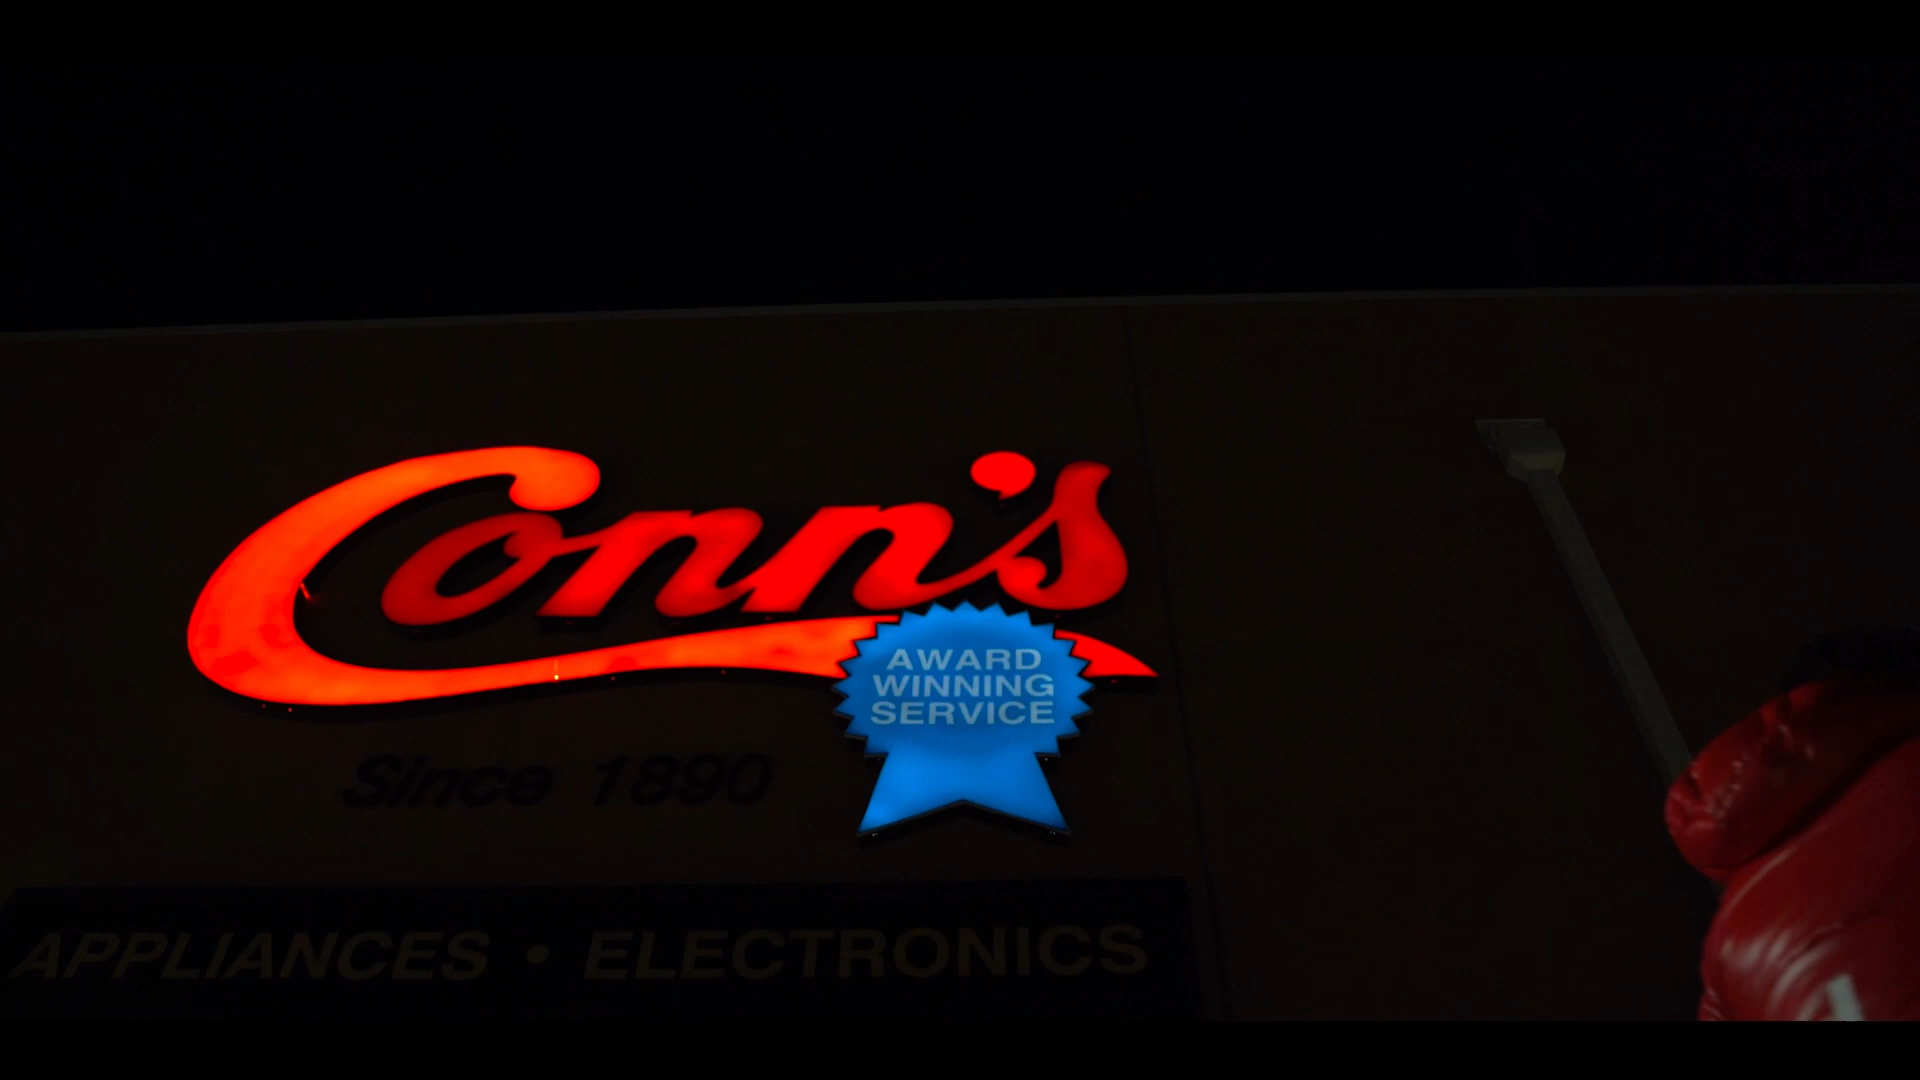 Conn's
AWARD
WINNING
SERVICE
Since 1890
APPLIANCES • ELECTRONICS